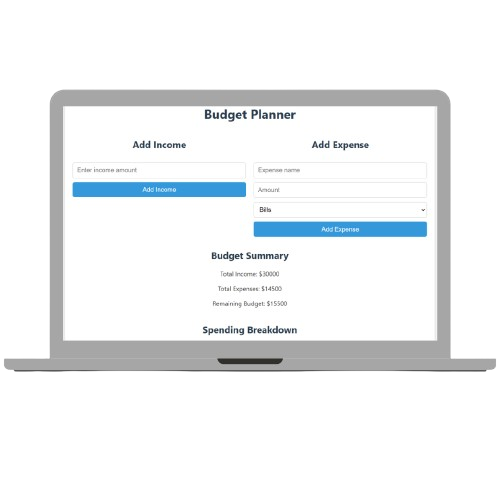 Budget Planner
Add Income
Enter income amount
Add Income
Add Expense
Expense name
Amount
Bills
Add Expense
Budget Summary
Total Income: $30000
Total Expenses: $14500
Remaining Budget: $15500
Spending Breakdown